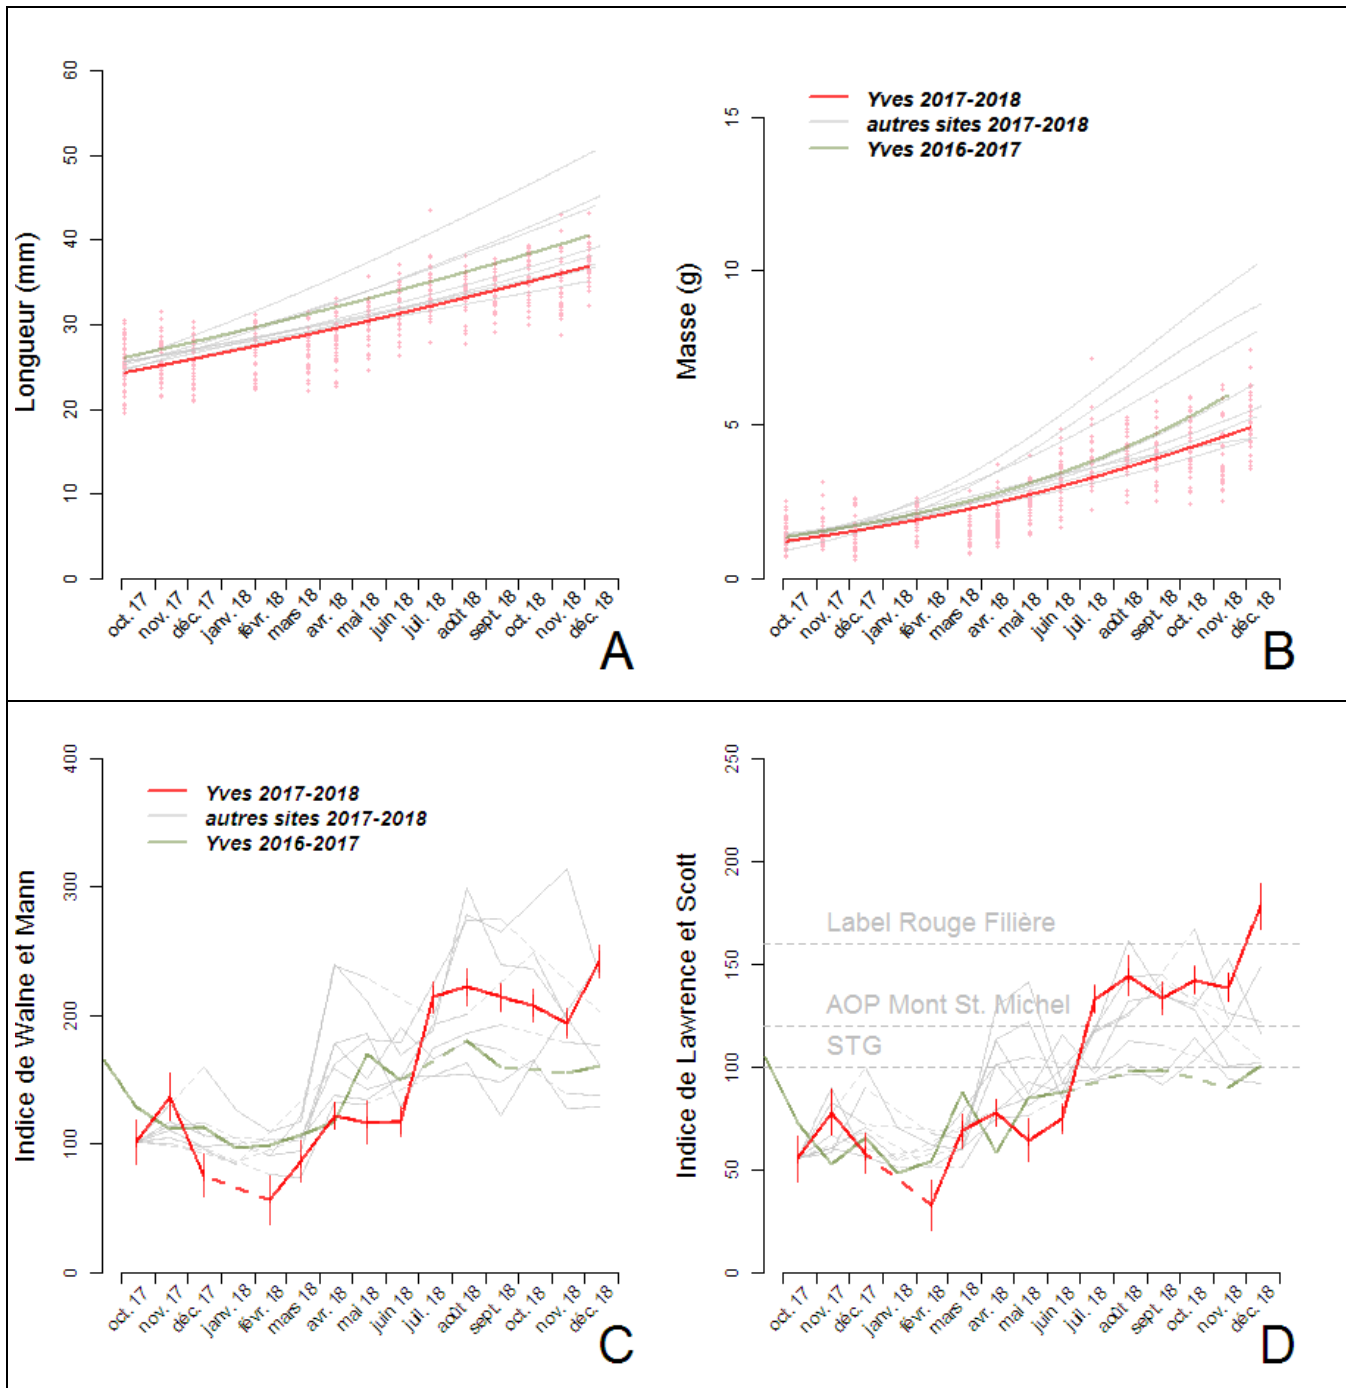 Longueur (mm)
0
10
20
30
40
50
60
oct. 17
nov. 17
déc. 17
janv. 18
févr. 18
mars 18
avr. 18
mai 18
juin 18
juil. 18
août 18
sept. 18
oct. 18
nov. 18
déc. 18
A
Yves 2017-2018
autres sites 2017-2018
Yves 2016-2017
Masse (g)
0
5
10
15
oct. 17
nov. 17
déc. 17
janv. 18
févr. 18
mars 18
avr. 18
mai 18
juin 18
juil. 18
août 18
sept. 18
oct. 18
nov. 18
déc. 18
B
Yves 2017-2018
autres sites 2017-2018
Yves 2016-2017
Indice de Walne et Mann
0
100
200
300
400
oct. 17
nov. 17
déc. 17
janv. 18
févr. 18
mars 18
avr. 18
mai 18
juin 18
juil. 18
août 18
sept. 18
oct. 18
nov. 18
déc. 18
C
Indice de Lawrence et Scott
0
50
100
150
200
250
Label Rouge Filière
AOP Mont St. Michel
STG
oct. 17
nov. 17
déc. 17
janv. 18
févr. 18
mars 18
avr. 18
mai 18
juin 18
juil. 18
août 18
sept. 18
oct. 18
nov. 18
déc. 18
D